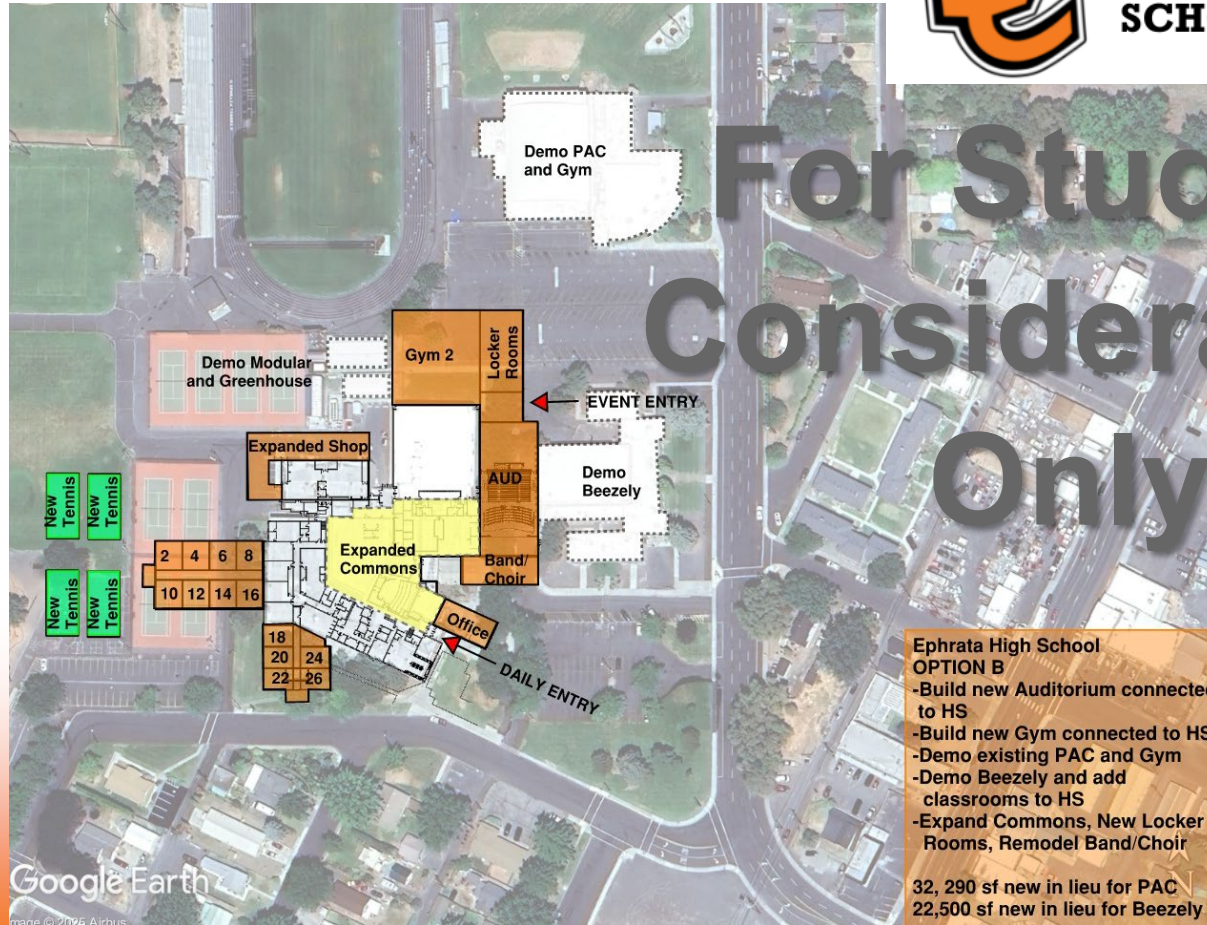 SCH
For Stud
Considera
Only
Demo PAC
and Gym
Demo Modular
and Greenhouse
Gym 2
Locker
Rooms
EVENT ENTRY
Expanded Shop
AUD
Demo
Beezely
New
Tennis
New
Tennis
New
Tennis
New
Tennis
2 4 6 8
10 12 14 16
Expanded
Commons
Band/
Choir
Office
18
20 24
22 26
DAILY ENTRY
Ephrata High School
OPTION B
-Build new Auditorium connected
to HS
-Build new Gym connected to HS
-Demo existing PAC and Gym
-Demo Beezely and add
classrooms to HS
-Expand Commons, New Locker
Rooms, Remodel Band/Choir
32, 290 sf new in lieu for PAC
22,500 sf new in lieu for Beezely
Google Earth
mage © 2025 Airbus